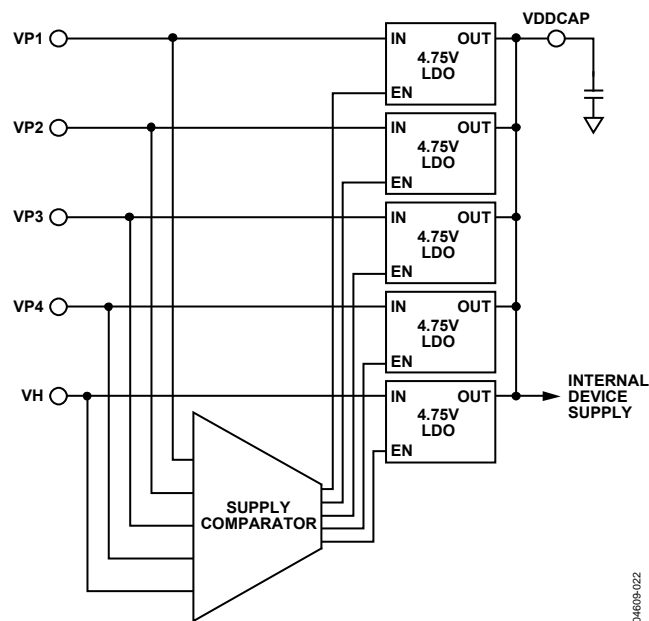 VDDCAP
VP1
IN OUT
4.75V
LDO
EN
VP2
IN OUT
4.75V
LDO
EN
VP3
IN OUT
4.75V
LDO
EN
VP4
IN OUT
4.75V
LDO
EN
VH
IN OUT
4.75V
LDO
EN
INTERNAL
DEVICE
SUPPLY
SUPPLY
COMPARATOR
04609-022